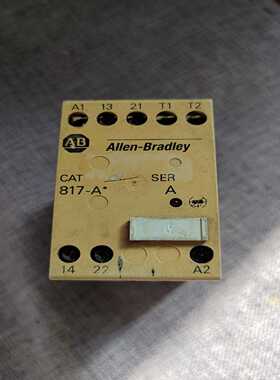 A1 13 21 T1 T2
AB Allen-Bradley
CAT SER
817-A* A
14 22 A2